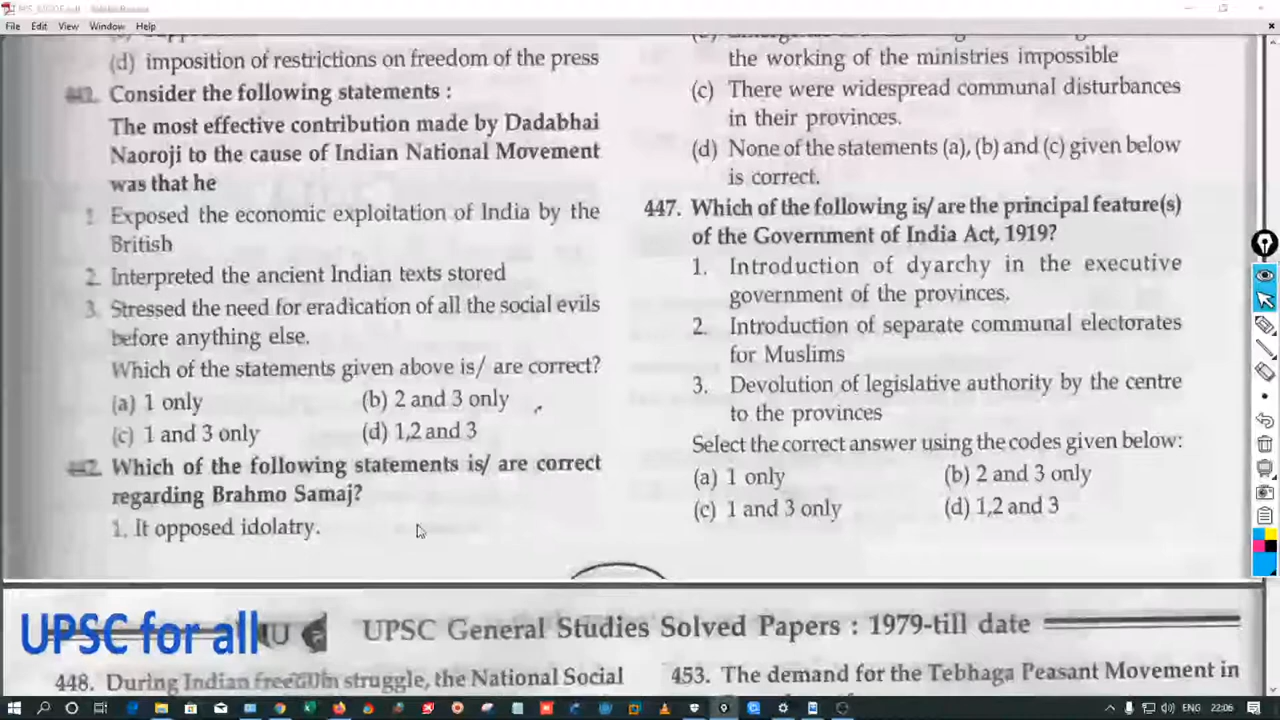 File Edit View Window Help
(d) imposition of restrictions on freedom of the press
Consider the following statements :
The most effective contribution made by Dadabhai
Naoroji to the cause of Indian National Movement
was that he
1. Exposed the economic exploitation of India by the
British
2. Interpreted the ancient Indian texts stored
3. Stressed the need for eradication of all the social evils
before anything else.
Which of the statements given above is/ are correct?
(a) 1 only (b) 2 and 3 only
(c) 1 and 3 only (d) 1,2 and 3
Which of the following statements is/ are correct
regarding Brahmo Samaj?
1. It opposed idolatry.
the working of the ministries impossible
(c) There were widespread communal disturbances
in their provinces.
(d) None of the statements (a), (b) and (c) given below
is correct.
447. Which of the following is/are the principal feature(s)
of the Government of India Act, 1919?
1. Introduction of dyarchy in the executive
government of the provinces.
2. Introduction of separate communal electorates
for Muslims
3. Devolution of legislative authority by the centre
to the provinces
Select the correct answer using the codes given below:
(a) 1 only (b) 2 and 3 only
(c) 1 and 3 only (d) 1,2 and 3
UPSC for all
UPSC General Studies Solved Papers : 1979-till date
448. During Indian freedom struggle, the National Social
453. The demand for the Tebhaga Peasant Movement in
ENG 22:06